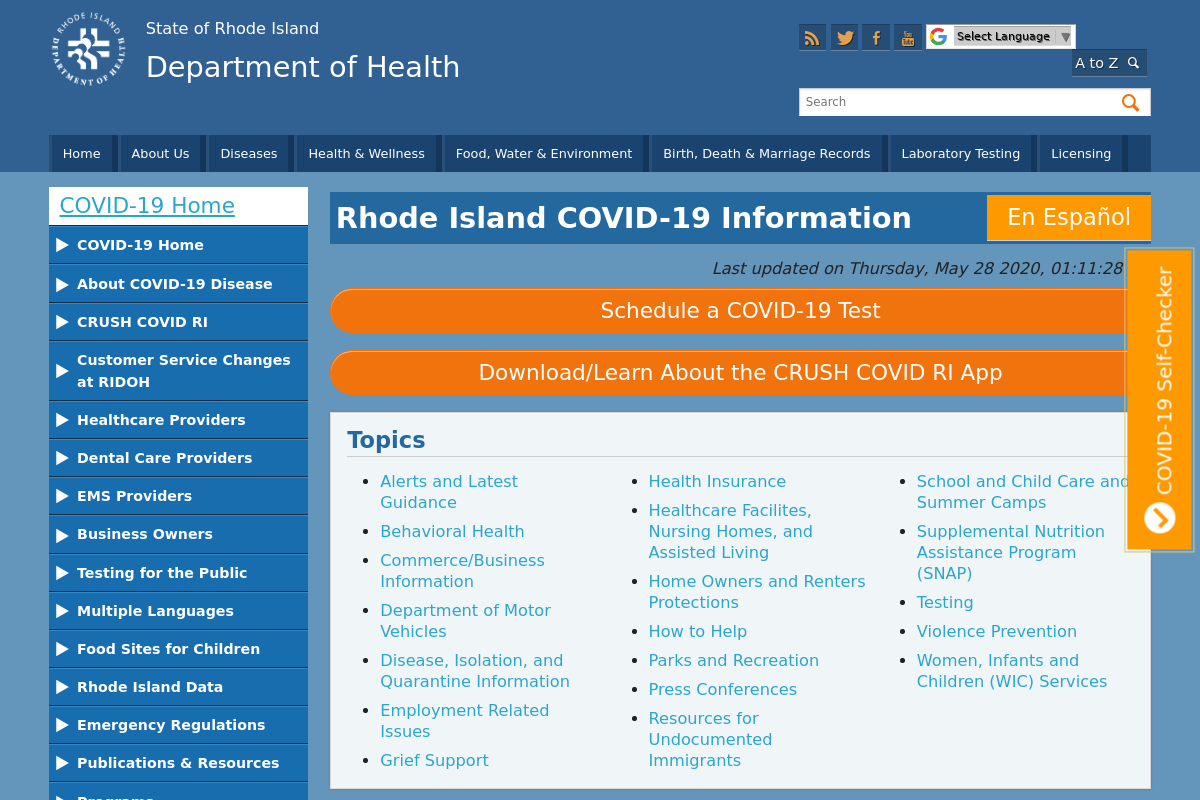 RHODE ISLAND
DEPARTMENT OF HEALTH
State of Rhode Island
Department of Health
You
Tube
Select Language
A to Z
Search
Home
About Us
Diseases
Health & Wellness
Food, Water & Environment
Birth, Death & Marriage Records
Laboratory Testing
Licensing
COVID-19 Home
COVID-19 Home
About COVID-19 Disease
CRUSH COVID RI
Customer Service Changes
at RIDOH
Healthcare Providers
Dental Care Providers
EMS Providers
Business Owners
Testing for the Public
Multiple Languages
Food Sites for Children
Rhode Island Data
Emergency Regulations
Publications & Resources
Programs
Rhode Island COVID-19 Information
En Español
Last updated on Thursday, May 28 2020, 01:11:28
Schedule a COVID-19 Test
Download/Learn About the CRUSH COVID RI App
Topics
Alerts and Latest
Guidance
Behavioral Health
Commerce/Business
Information
Department of Motor
Vehicles
Disease, Isolation, and
Quarantine Information
Employment Related
Issues
Grief Support
Health Insurance
Healthcare Facilites,
Nursing Homes, and
Assisted Living
Home Owners and Renters
Protections
How to Help
Parks and Recreation
Press Conferences
Resources for
Undocumented
Immigrants
School and Child Care and
Summer Camps
Supplemental Nutrition
Assistance Program
(SNAP)
Testing
Violence Prevention
Women, Infants and
Children (WIC) Services
COVID-19 Self-Checker